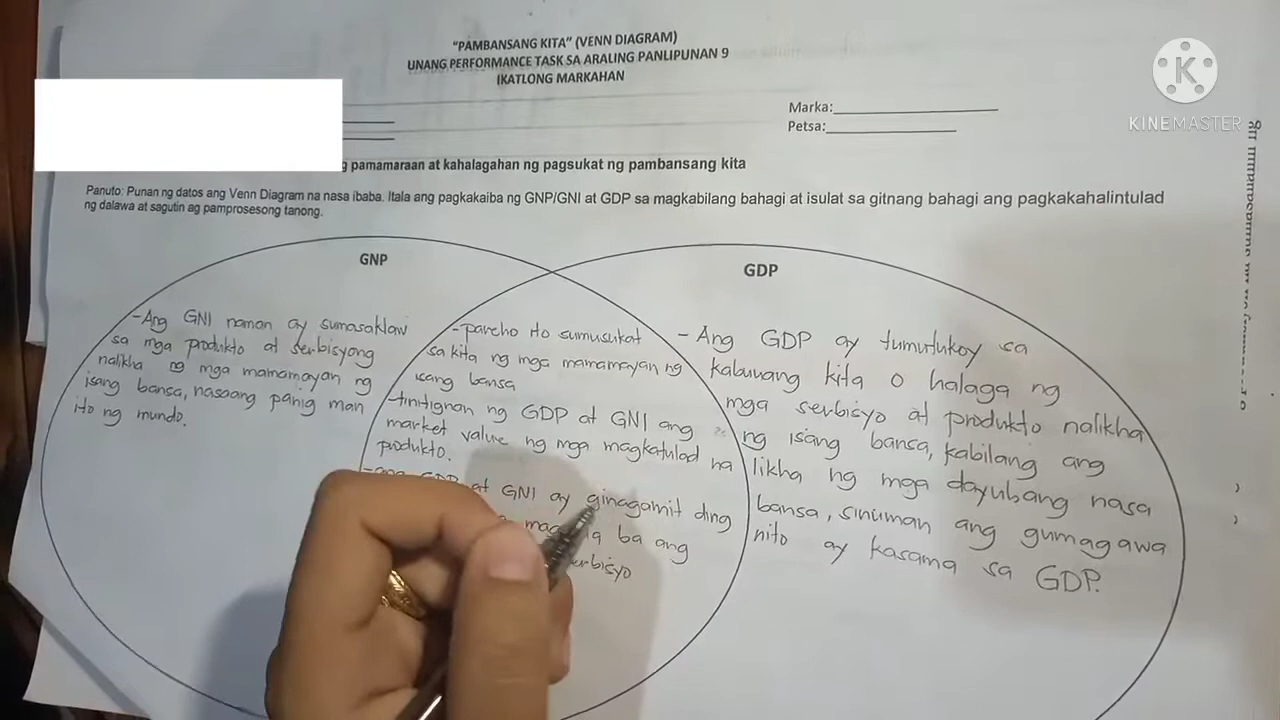 "PAMBANSANG KITA" (VENN DIAGRAM)
UNANG PERFORMANCE TASK SA ARALING PANLIPUNAN 9
IKATLONG MARKAHAN
KINEMASTER
Marka:
Petsa:
g pamamaraan at kahalagahan ng pagsukat ng pambansang kita
Panuto: Punan ng datos ang Venn Diagram na nasa ibaba. Itala ang pagkakaiba ng GNP/GNI at GDP sa magkabilang bahagi at isulat sa gitnang bahagi ang pagkakahalintulad
ng dalawa at sagutin ag pamprosesong tanong.
GNP
-Ang GNI naman ay sumasaklaw
sa mga produkto at serbisyong
nalikha ng mga mamamayan ng
isang bansa, nasaang panig man
ito ng mundo.
-pareho ito sumusukat
sa kita ng mga mamamayan ng
isang bansa
-tinitignan ng GDP at GNI ang
market value ng mga magkatulad na
produkto.
-ang GDP at GNI ay ginagamit ding
ba ang
GDP
- Ang GDP ay tumutukoy sa
kabuuang kita o halaga ng
mga serbisyo at produkto nalikha
ng isang bansa, kabilang ang
likha ng mga dayuhang nasa
bansa, sinuman ang gumagawa
nito ay kasama sa GDP.